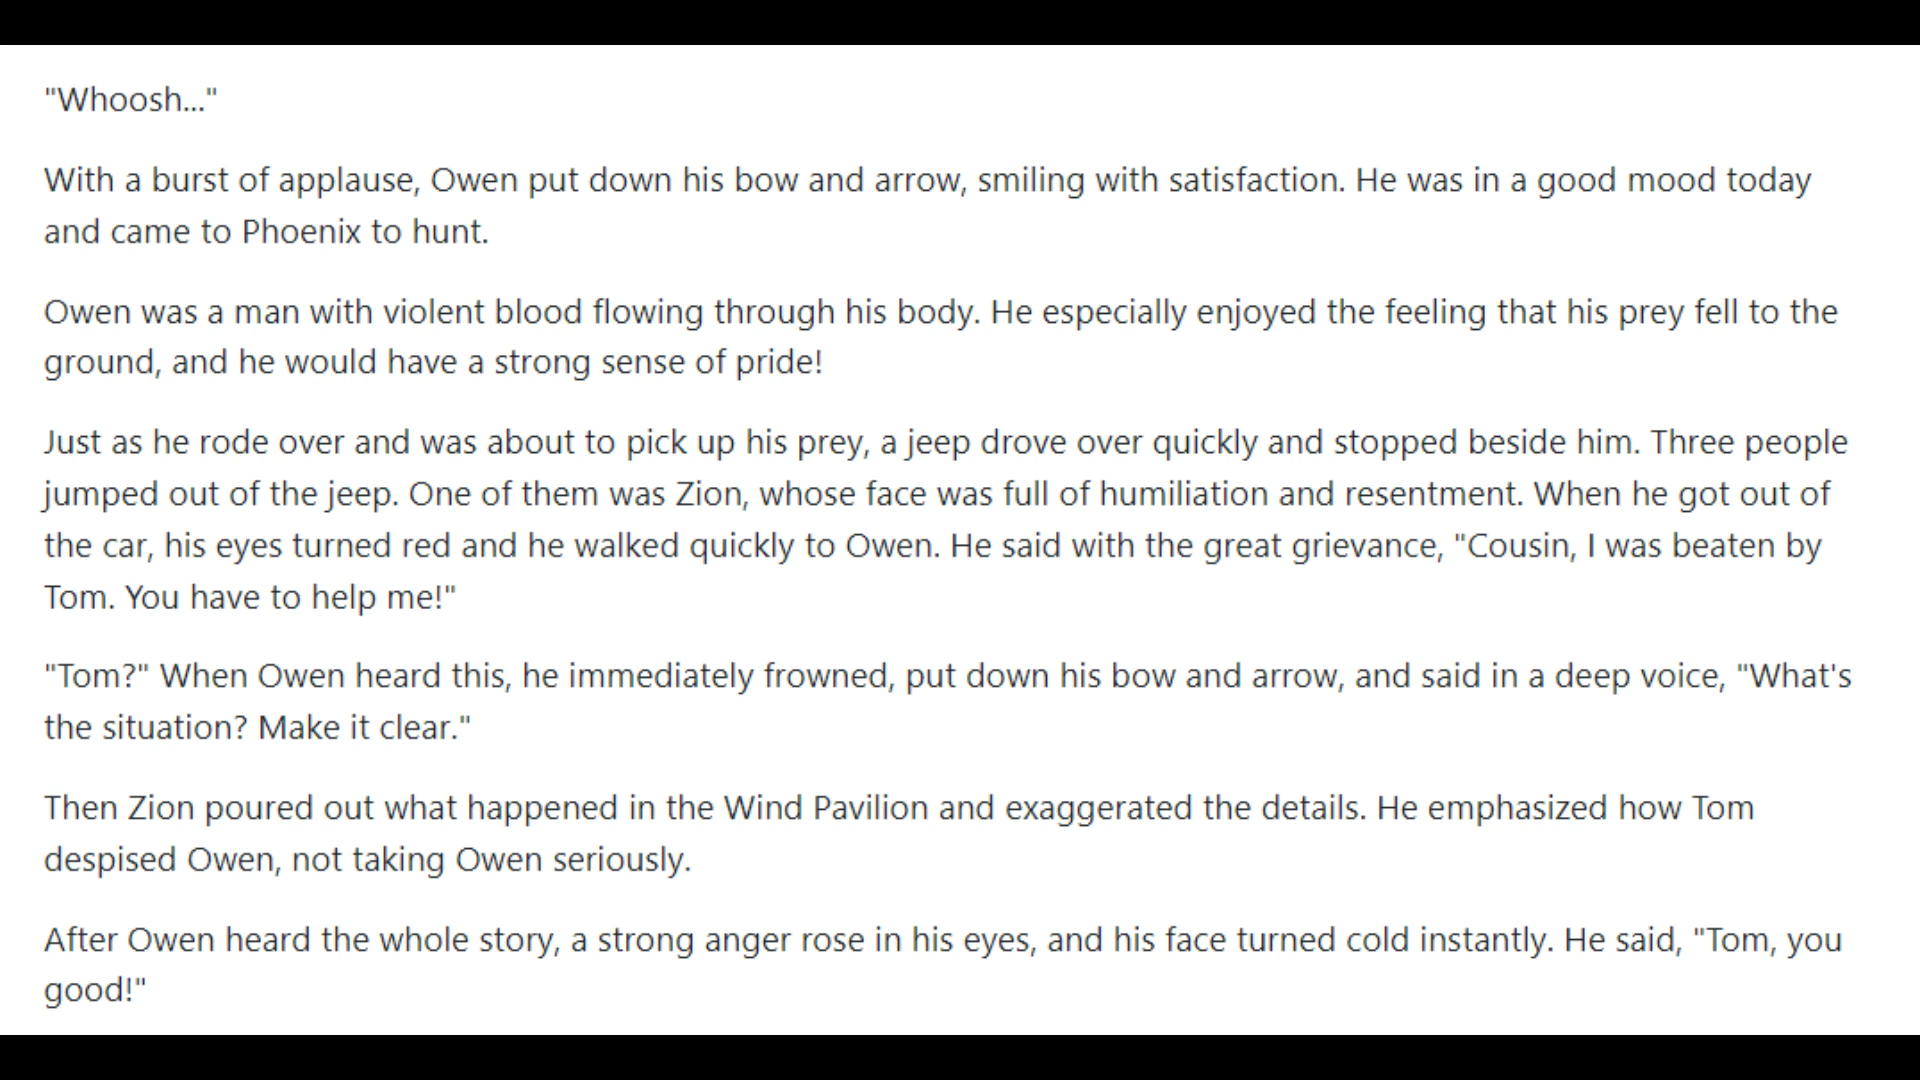 "Whoosh..."
With a burst of applause, Owen put down his bow and arrow, smiling with satisfaction. He was in a good mood today
and came to Phoenix to hunt.
Owen was a man with violent blood flowing through his body. He especially enjoyed the feeling that his prey fell to the
ground, and he would have a strong sense of pride!
Just as he rode over and was about to pick up his prey, a jeep drove over quickly and stopped beside him. Three people
jumped out of the jeep. One of them was Zion, whose face was full of humiliation and resentment. When he got out of
the car, his eyes turned red and he walked quickly to Owen. He said with the great grievance, "Cousin, I was beaten by
Tom. You have to help me!"
"Tom?" When Owen heard this, he immediately frowned, put down his bow and arrow, and said in a deep voice, "What's
the situation? Make it clear."
Then Zion poured out what happened in the Wind Pavilion and exaggerated the details. He emphasized how Tom
despised Owen, not taking Owen seriously.
After Owen heard the whole story, a strong anger rose in his eyes, and his face turned cold instantly. He said, "Tom, you
good!"